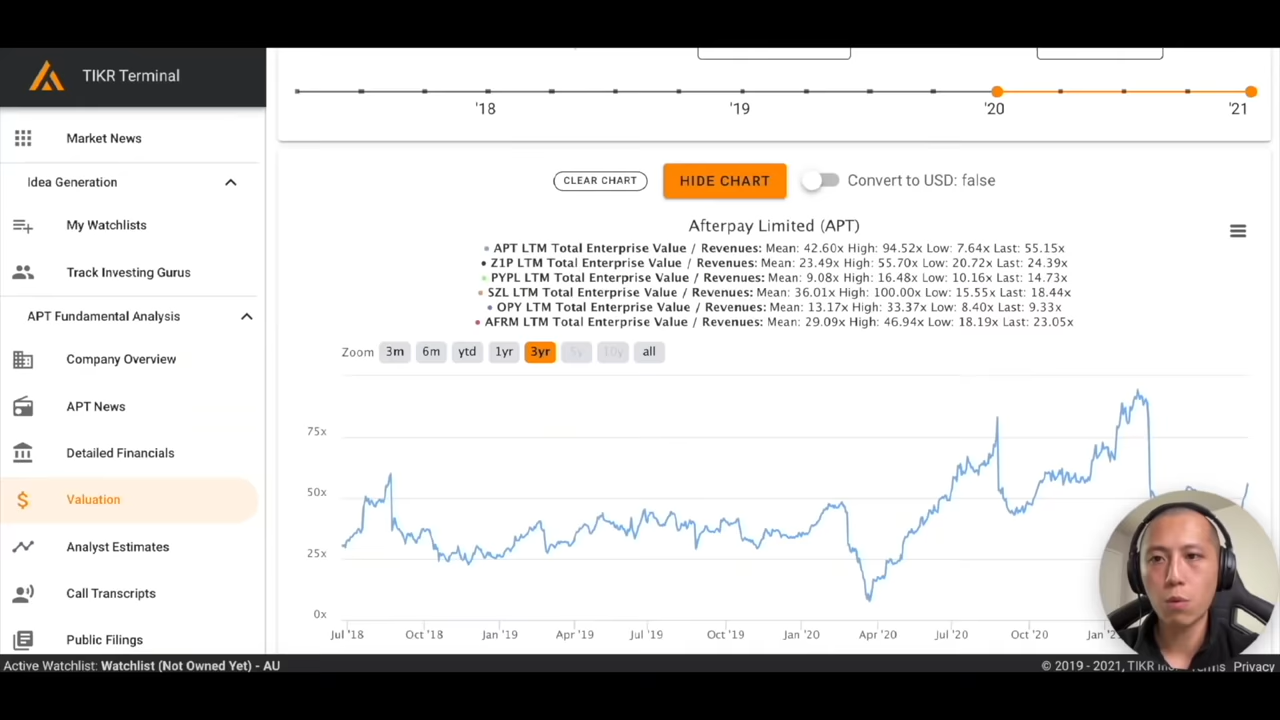 TIKR Terminal
Market News
Idea Generation
My Watchlists
Track Investing Gurus
APT Fundamental Analysis
Company Overview
APT News
Detailed Financials
$ Valuation
Analyst Estimates
Call Transcripts
Public Filings
'18 '19 '20 '21
CLEAR CHART HIDE CHART Convert to USD: false
Afterpay Limited (APT)
APT LTM Total Enterprise Value / Revenues: Mean: 42.60x High: 94.52x Low: 7.64x Last: 55.15x
Z1P LTM Total Enterprise Value / Revenues: Mean: 23.49x High: 55.70x Low: 20.72x Last: 24.39x
PYPL LTM Total Enterprise Value / Revenues: Mean: 9.08x High: 16.48x Low: 10.16x Last: 14.73x
SZL LTM Total Enterprise Value / Revenues: Mean: 36.01x High: 100.00x Low: 15.55x Last: 18.44x
OPY LTM Total Enterprise Value / Revenues: Mean: 13.17x High: 33.37x Low: 8.40x Last: 9.33x
AFRM LTM Total Enterprise Value / Revenues: Mean: 29.09x High: 46.94x Low: 18.19x Last: 23.05x
Zoom 3m 6m ytd 1yr 3yr 5y 10y all
75x
50x
25x
0x
Jul '18 Oct '18 Jan '19 Apr '19 Jul '19 Oct '19 Jan '20 Apr '20 Jul '20 Oct '20 Jan
Active Watchlist: Watchlist (Not Owned Yet) - AU © 2019 - 2021, TIKR Terms Privacy